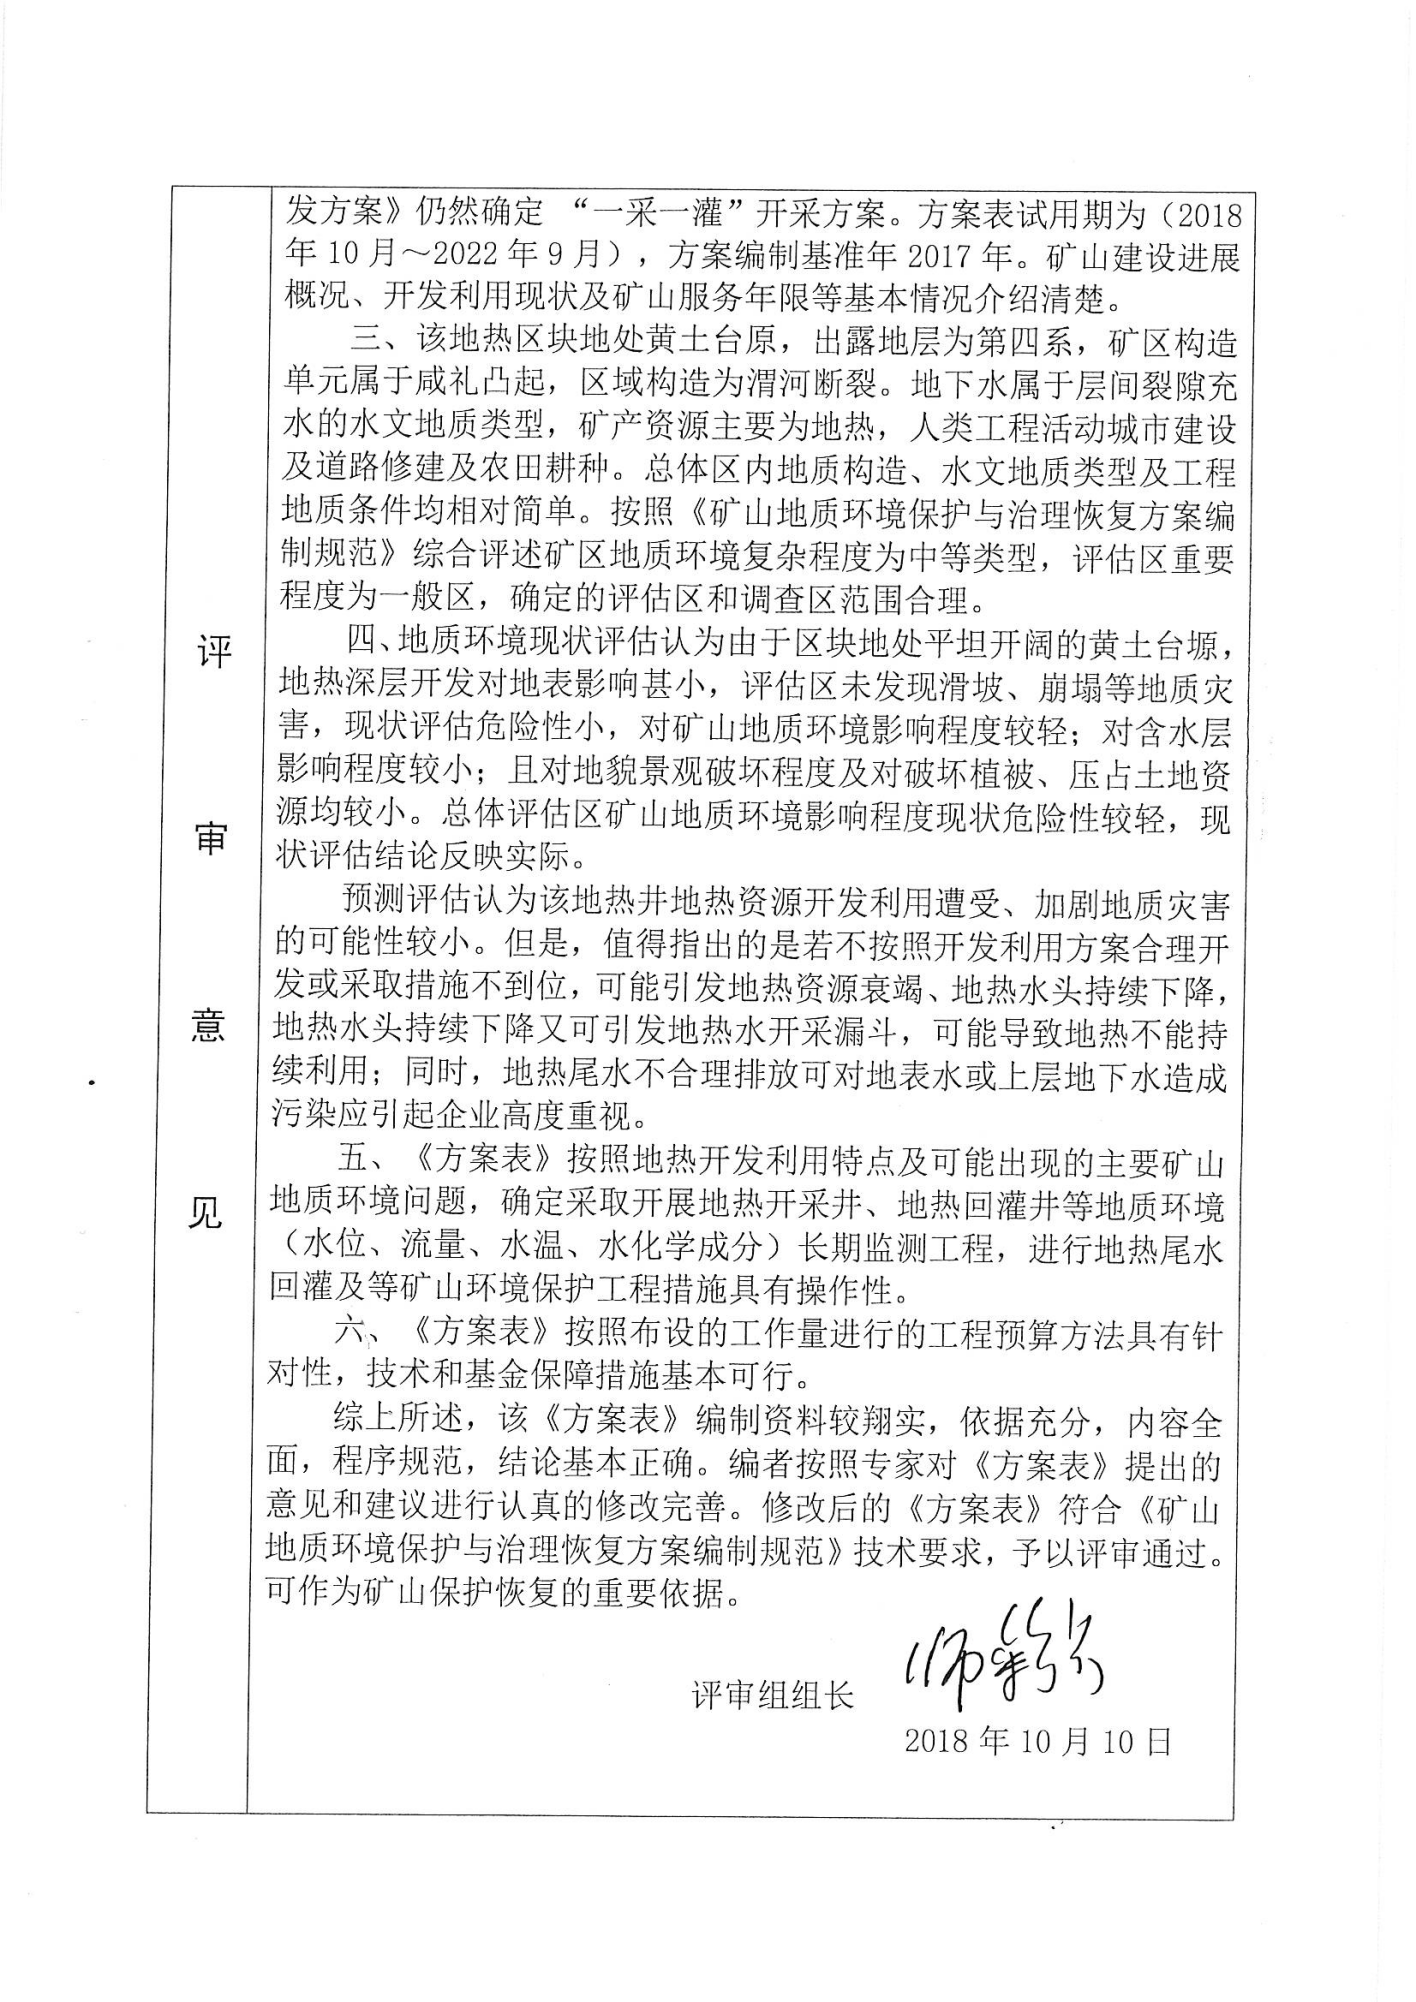 发方案》仍然确定 “一采一灌”开采方案。方案表试用期为（2018
年 10 月～2022 年 9 月），方案编制基准年 2017 年。矿山建设进展
概况、开发利用现状及矿山服务年限等基本情况介绍清楚。
三、该地热区块地处黄土台原，出露地层为第四系，矿区构造
单元属于咸礼凸起，区域构造为渭河断裂。地下水属于层间裂隙充
水的水文地质类型，矿产资源主要为地热，人类工程活动城市建设
及道路修建及农田耕种。总体区内地质构造、水文地质类型及工程
地质条件均相对简单。按照《矿山地质环境保护与治理恢复方案编
制规范》综合评述矿区地质环境复杂程度为中等类型，评估区重要
程度为一般区，确定的评估区和调查区范围合理。
四、地质环境现状评估认为由于区块地处平坦开阔的黄土台塬，
地热深层开发对地表影响甚小，评估区未发现滑坡、崩塌等地质灾
害，现状评估危险性小，对矿山地质环境影响程度较轻；对含水层
影响程度较小；且对地貌景观破坏程度及对破坏植被、压占土地资
源均较小。总体评估区矿山地质环境影响程度现状危险性较轻，现
状评估结论反映实际。
预测评估认为该地热井地热资源开发利用遭受、加剧地质灾害
的可能性较小。但是，值得指出的是若不按照开发利用方案合理开
发或采取措施不到位，可能引发地热资源衰竭、地热水头持续下降，
地热水头持续下降又可引发地热水开采漏斗，可能导致地热不能持
续利用；同时，地热尾水不合理排放可对地表水或上层地下水造成
污染应引起企业高度重视。
五、《方案表》按照地热开发利用特点及可能出现的主要矿山
地质环境问题，确定采取开展地热开采井、地热回灌井等地质环境
（水位、流量、水温、水化学成分）长期监测工程，进行地热尾水
回灌及等矿山环境保护工程措施具有操作性。
六、《方案表》按照布设的工作量进行的工程预算方法具有针
对性，技术和基金保障措施基本可行。
综上所述，该《方案表》编制资料较翔实，依据充分，内容全
面，程序规范，结论基本正确。编者按照专家对《方案表》提出的
意见和建议进行认真的修改完善。修改后的《方案表》符合《矿山
地质环境保护与治理恢复方案编制规范》技术要求，予以评审通过。
可作为矿山保护恢复的重要依据。
评审组组长
2018 年 10 月 10 日
评
审
意
见